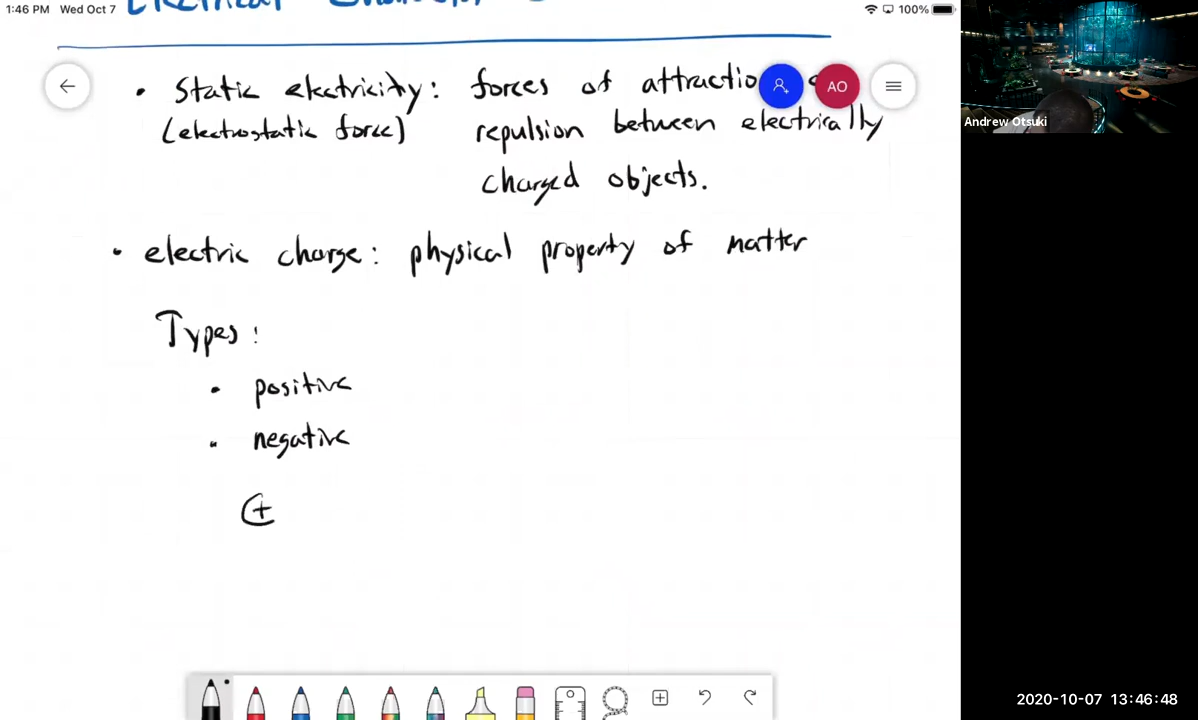 1:46 PM Wed Oct 7
100%
• Static electricity: forces of attractio
(electrostatic force) repulsion between electrically
charged objects.
AO
Andrew Otsuki
• electric charge: physical property of matter
Types:
• positive
• negative
+
2020-10-07 13:46:48